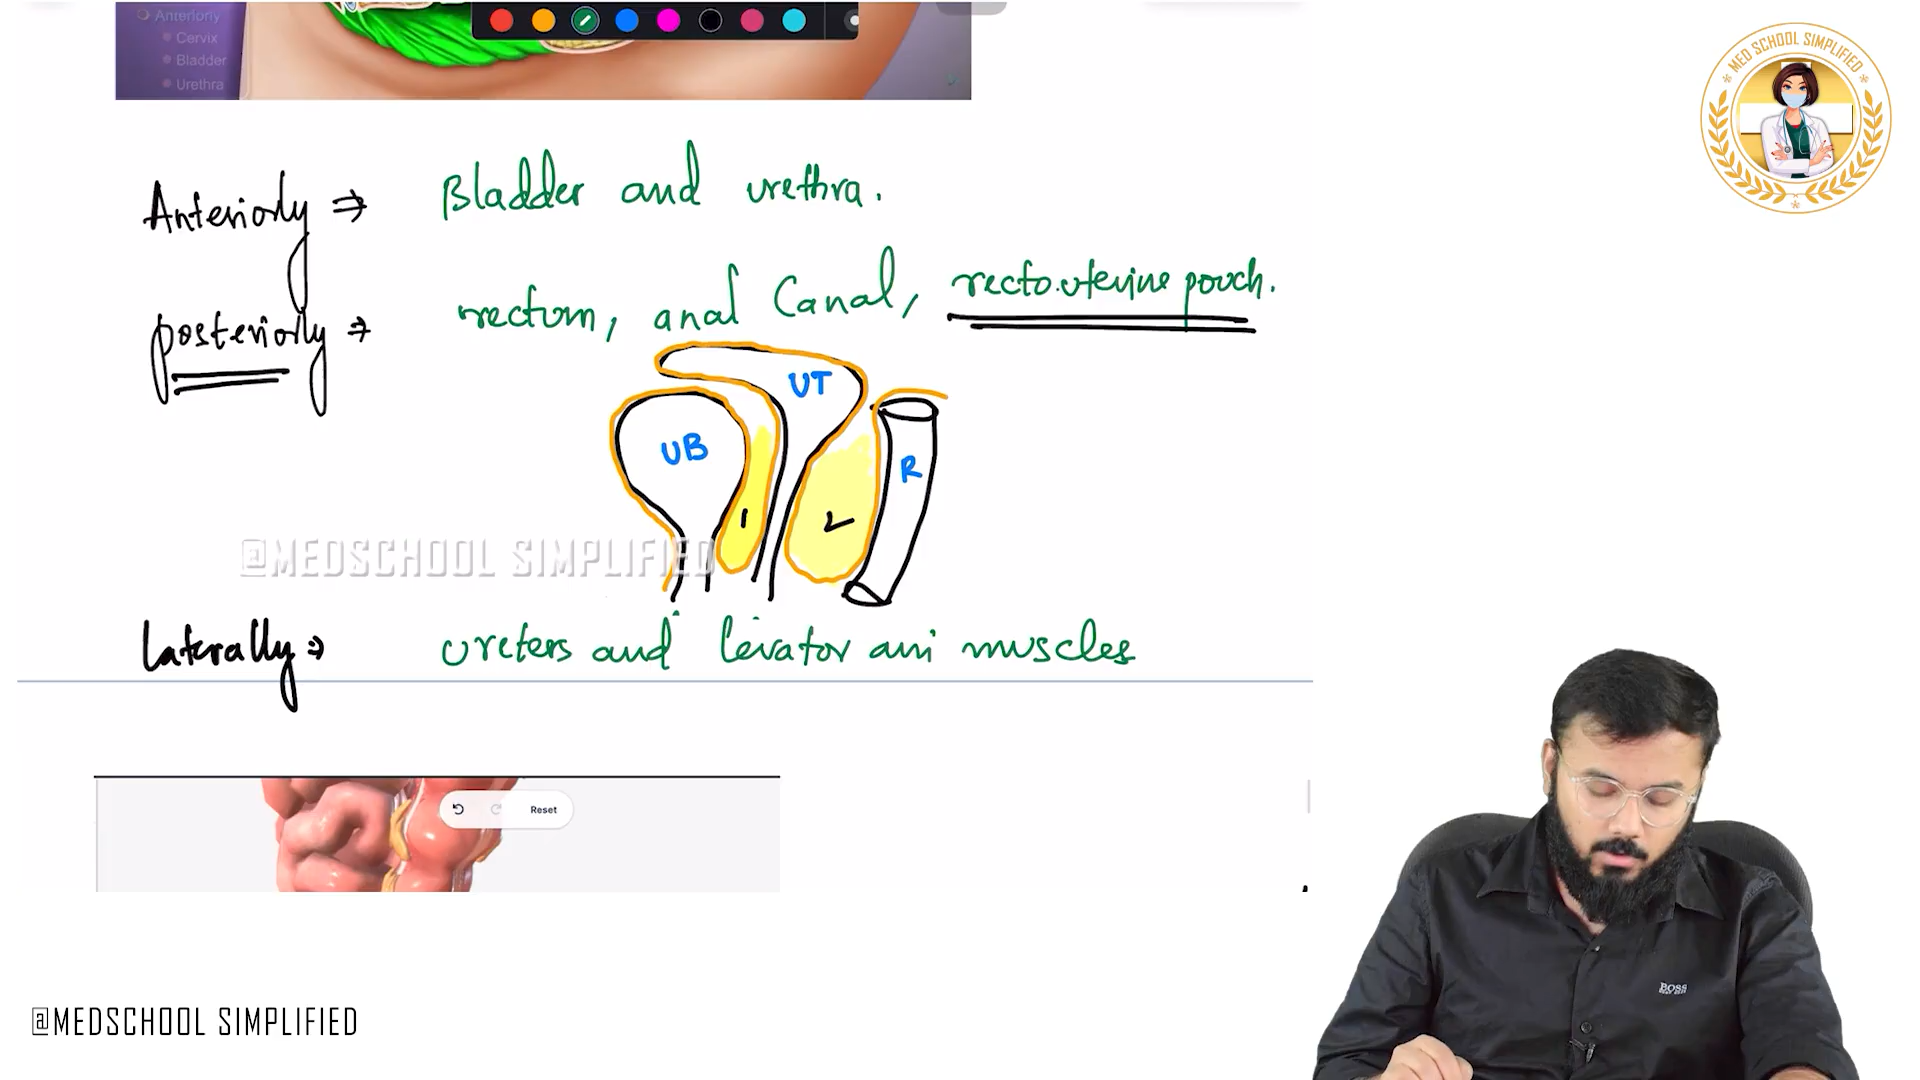 Anteriorly
Cervix
Bladder
Urethra
MED SCHOOL SIMPLIFIED
Anteriorly ⇒ Bladder and urethra.
posteriorly ⇒ rectum, anal Canal, recto.uterine pouch.
UT
UB
R
1
2
@MEDSCHOOL SIMPLIFIED
laterally ⇒ ureters and levator ani muscles
Reset
BOSS
@MEDSCHOOL SIMPLIFIED